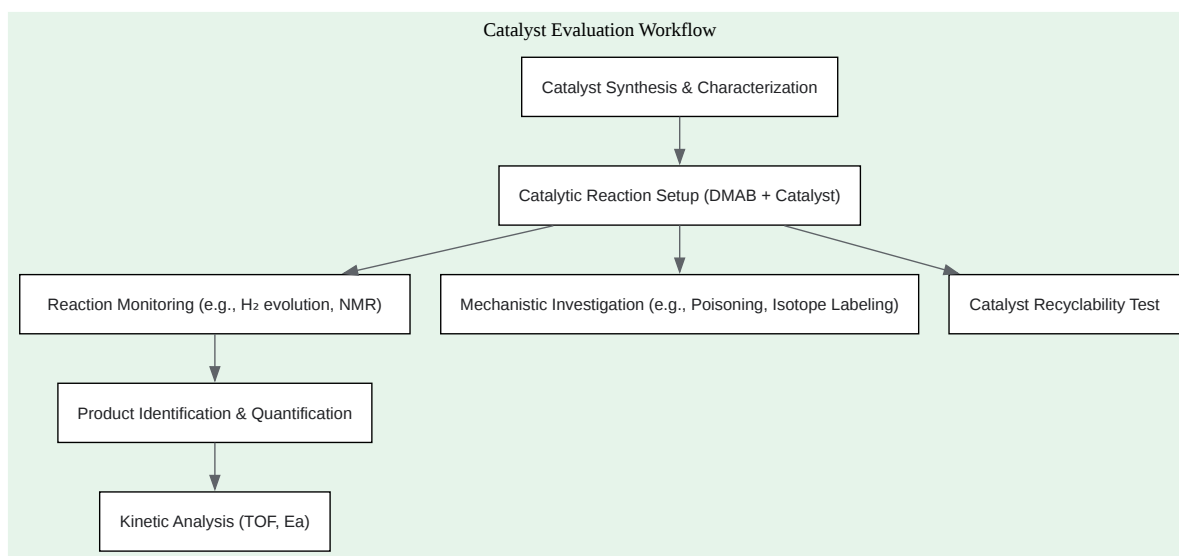 Catalyst Evaluation Workflow
Catalyst Synthesis & Characterization
Catalytic Reaction Setup (DMAB + Catalyst)
Reaction Monitoring (e.g., H₂ evolution, NMR)
Mechanistic Investigation (e.g., Poisoning, Isotope Labeling)
Catalyst Recyclability Test
Product Identification & Quantification
Kinetic Analysis (TOF, Ea)